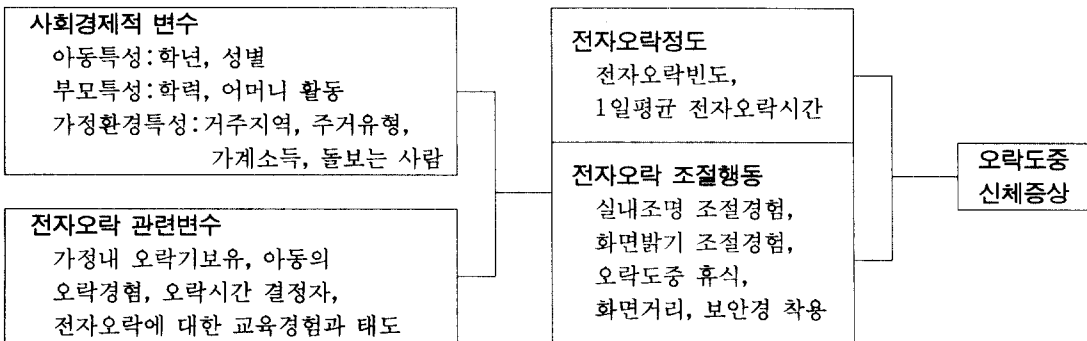 사회경제적 변수
아동특성:학년, 성별
부모특성:학력, 어머니 활동
가정환경특성:거주지역, 주거유형,
가계소득, 돌보는 사람
전자오락 관련변수
가정내 오락기보유, 아동의
오락경험, 오락시간 결정자,
전자오락에 대한 교육경험과 태도
전자오락정도
전자오락빈도,
1일평균 전자오락시간
전자오락 조절행동
실내조명 조절경험,
화면밝기 조절경험,
오락도중 휴식,
화면거리, 보안경 착용
오락도중
신체증상